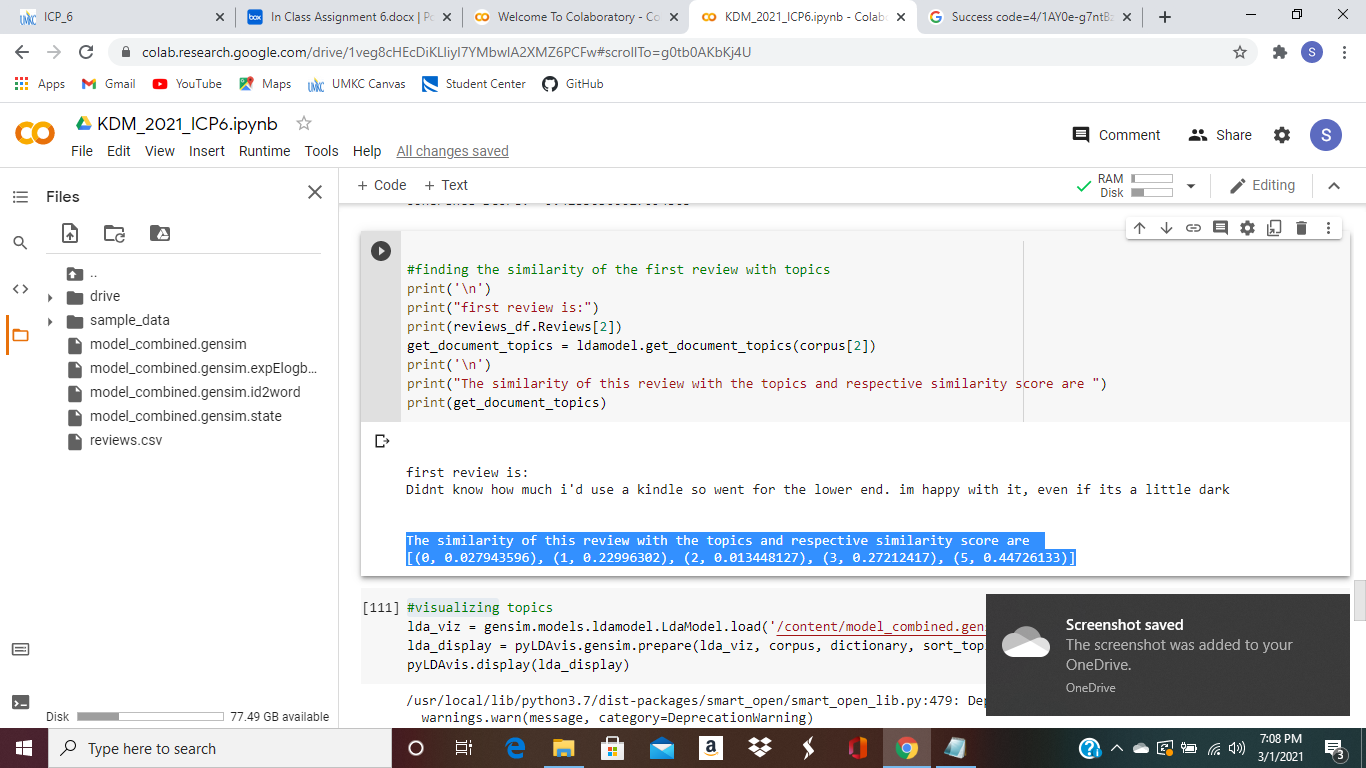 ICP_6
In Class Assignment 6.docx | Po
Welcome To Colaboratory - Co
KDM_2021_ICP6.ipynb - Colab
Success code=4/1AY0e-g7ntB
colab.research.google.com/drive/1veg8cHEcDiKLliyI7YMbwIA2XMZ6PCFw#scrollTo=g0tb0AKbKj4U
S
Apps
Gmail
YouTube
Maps
UMKC Canvas
Student Center
GitHub
KDM_2021_ICP6.ipynb
Comment
Share
S
File Edit View Insert Runtime Tools Help All changes saved
Files
+ Code + Text
RAM
Disk
Editing
..
drive
sample_data
model_combined.gensim
model_combined.gensim.expElogb...
model_combined.gensim.id2word
model_combined.gensim.state
reviews.csv
Disk
77.49 GB available
#finding the similarity of the first review with topics
print('\n')
print("first review is:")
print(reviews_df.Reviews[2])
get_document_topics = ldamodel.get_document_topics(corpus[2])
print('\n')
print("The similarity of this review with the topics and respective similarity score are ")
print(get_document_topics)
first review is:
Didnt know how much i'd use a kindle so went for the lower end. im happy with it, even if its a little dark
The similarity of this review with the topics and respective similarity score are
[(0, 0.027943596), (1, 0.22996302), (2, 0.013448127), (3, 0.27212417), (5, 0.44726133)]
[111] #visualizing topics
lda_viz = gensim.models.ldamodel.LdaModel.load('/content/model_combined.gens
lda_display = pyLDAvis.gensim.prepare(lda_viz, corpus, dictionary, sort_topi
pyLDAvis.display(lda_display)
/usr/local/lib/python3.7/dist-packages/smart_open/smart_open_lib.py:479: Dep
warnings.warn(message, category=DeprecationWarning)
Screenshot saved
The screenshot was added to your
OneDrive.
OneDrive
Type here to search
7:08 PM
3/1/2021
3